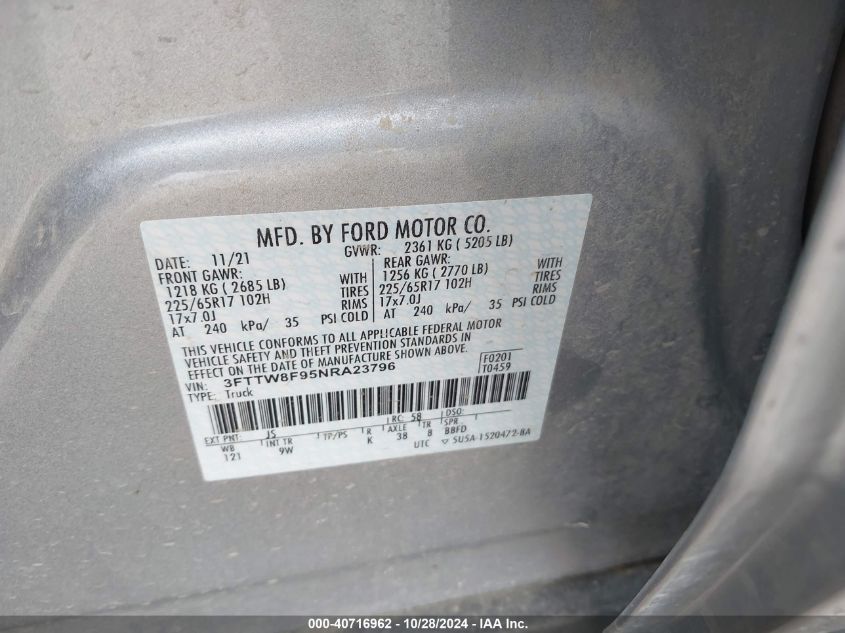 MFD. BY FORD MOTOR CO.
DATE: 11/21 GVWR: 2361 KG ( 5205 LB)
FRONT GAWR: WITH REAR GAWR: WITH
1218 KG ( 2685 LB) TIRES 1256 KG ( 2770 LB) TIRES
225/65R17 102H RIMS 225/65R17 102H RIMS
17x7.0J 17x7.0J
AT 240 kPa/ 35 PSI COLD AT 240 kPa/ 35 PSI COLD
THIS VEHICLE CONFORMS TO ALL APPLICABLE FEDERAL MOTOR
VEHICLE SAFETY AND THEFT PREVENTION STANDARDS IN
EFFECT ON THE DATE OF MANUFACTURE SHOWN ABOVE. F0201
VIN: 3FTTW8F95NRA23796 T0459
TYPE: Truck
EXT PNT: JS RC: 58 DSO:
WB INT TR TP/PS R AXLE TR SPR
121 9W K 38 8 BBFD
UTC ▽ SU5A-1520472-BA
000-40716962 - 10/28/2024 - IAA, Inc.